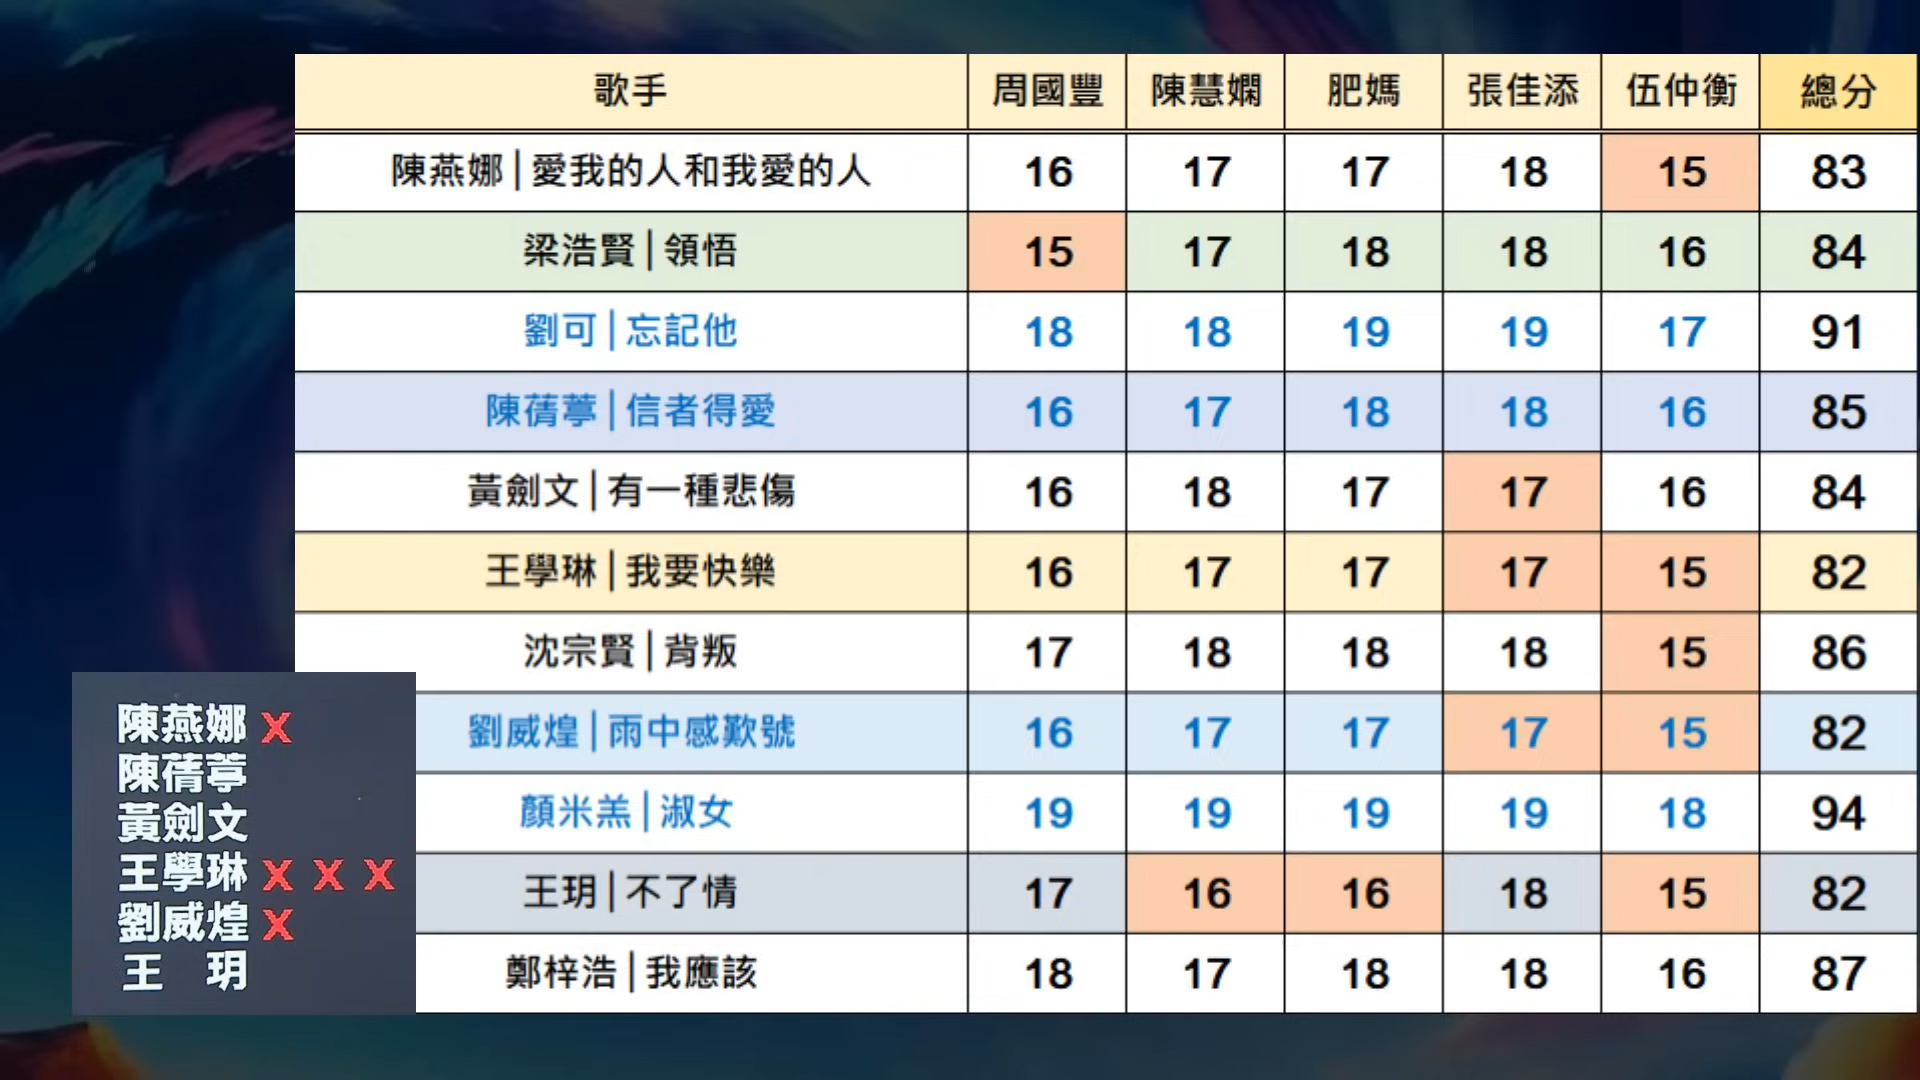 歌手 周國豐 陳慧嫻 肥媽 張佳添 伍仲衡 總分
陳燕娜|愛我的人和我愛的人 16 17 17 18 15 83
梁浩賢|領悟 15 17 18 18 16 84
劉可|忘記他 18 18 19 19 17 91
陳蒨葶|信者得愛 16 17 18 18 16 85
黃劍文|有一種悲傷 16 18 17 17 16 84
王學琳|我要快樂 16 17 17 17 15 82
沈宗賢|背叛 17 18 18 18 15 86
劉威煌|雨中感歎號 16 17 17 17 15 82
顏米羔|淑女 19 19 19 19 18 94
王玥|不了情 17 16 16 18 15 82
鄭梓浩|我應該 18 17 18 18 16 87
陳燕娜 X
陳蒨葶
黃劍文
王學琳 X X X
劉威煌 X
王 玥